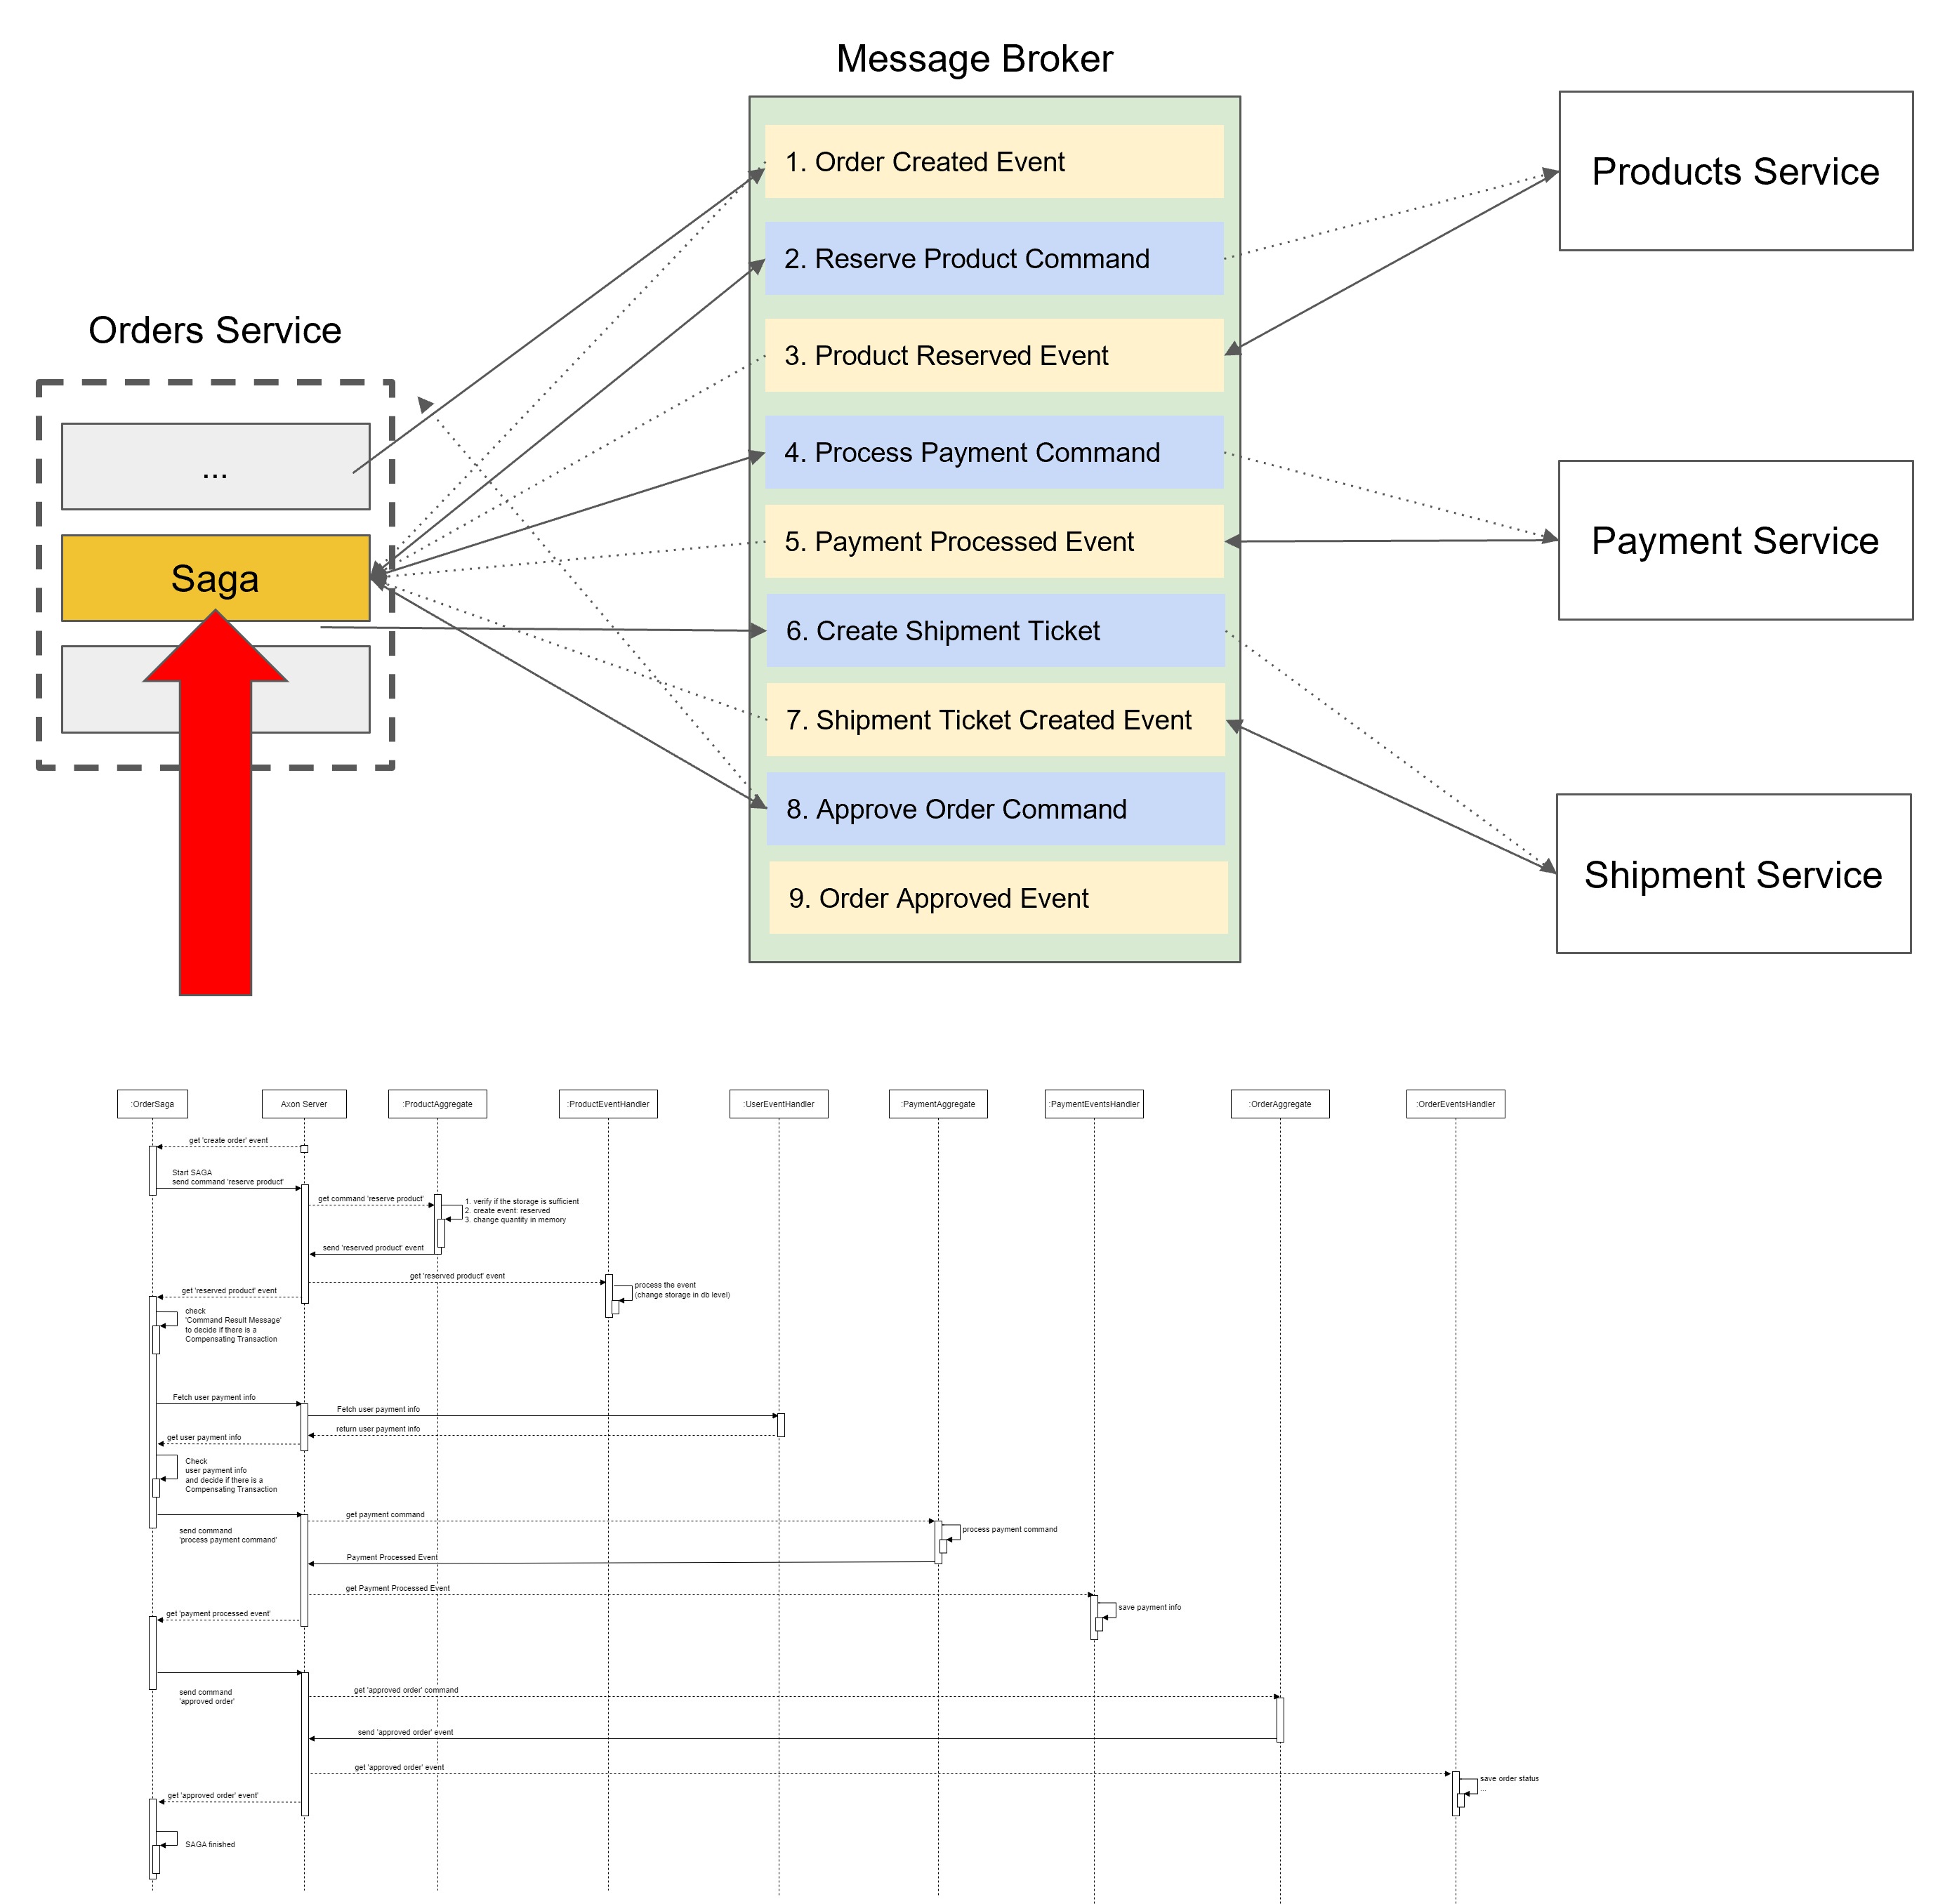 Message Broker
1. Order Created Event
Products Service
2. Reserve Product Command
Orders Service
3. Product Reserved Event
...
4. Process Payment Command
5. Payment Processed Event
Payment Service
Saga
6. Create Shipment Ticket
7. Shipment Ticket Created Event
8. Approve Order Command
Shipment Service
9. Order Approved Event
:OrderSaga
Axon Server
:ProductAggregate
:ProductEventHandler
:UserEventHandler
:PaymentAggregate
:PaymentEventsHandler
:OrderAggregate
:OrderEventsHandler
get 'create order' event
Start SAGA
send command 'reserve product'
get command 'reserve product'
1. verify if the storage is sufficient
2. create event: reserved
3. change quantity in memory
send 'reserved product' event
get 'reserved product' event
process the event
(change storage in db level)
get 'reserved product' event
check
'Command Result Message'
to decide if there is a
Compensating Transaction
Fetch user payment info
Fetch user payment info
return user payment info
get user payment info
Check
user payment info
and decide if there is a
Compensating Transaction
get payment command
send command
'process payment command'
process payment command
Payment Processed Event
get Payment Processed Event
save payment info
get 'payment processed event'
send command
'approved order'
get 'approved order' command
send 'approved order' event
get 'approved order' event
save order status
...
get 'approved order' event'
SAGA finished